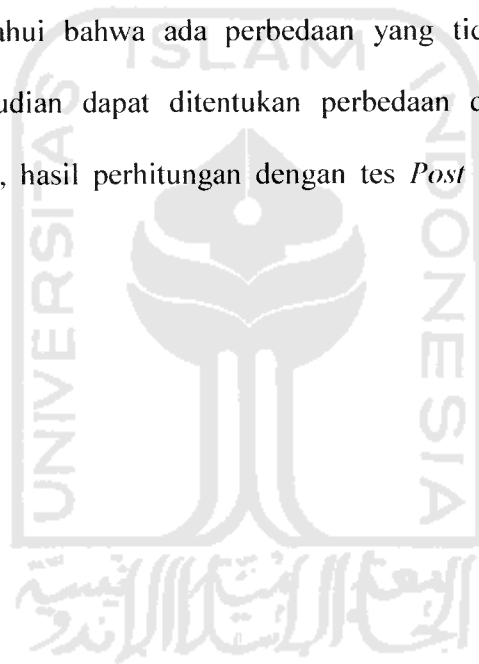 ahui bahwa ada perbedaan yang tid
udian dapat ditentukan perbedaan d
, hasil perhitungan dengan tes Post
ISLAM
UNIVERSITAS
INDONESIA